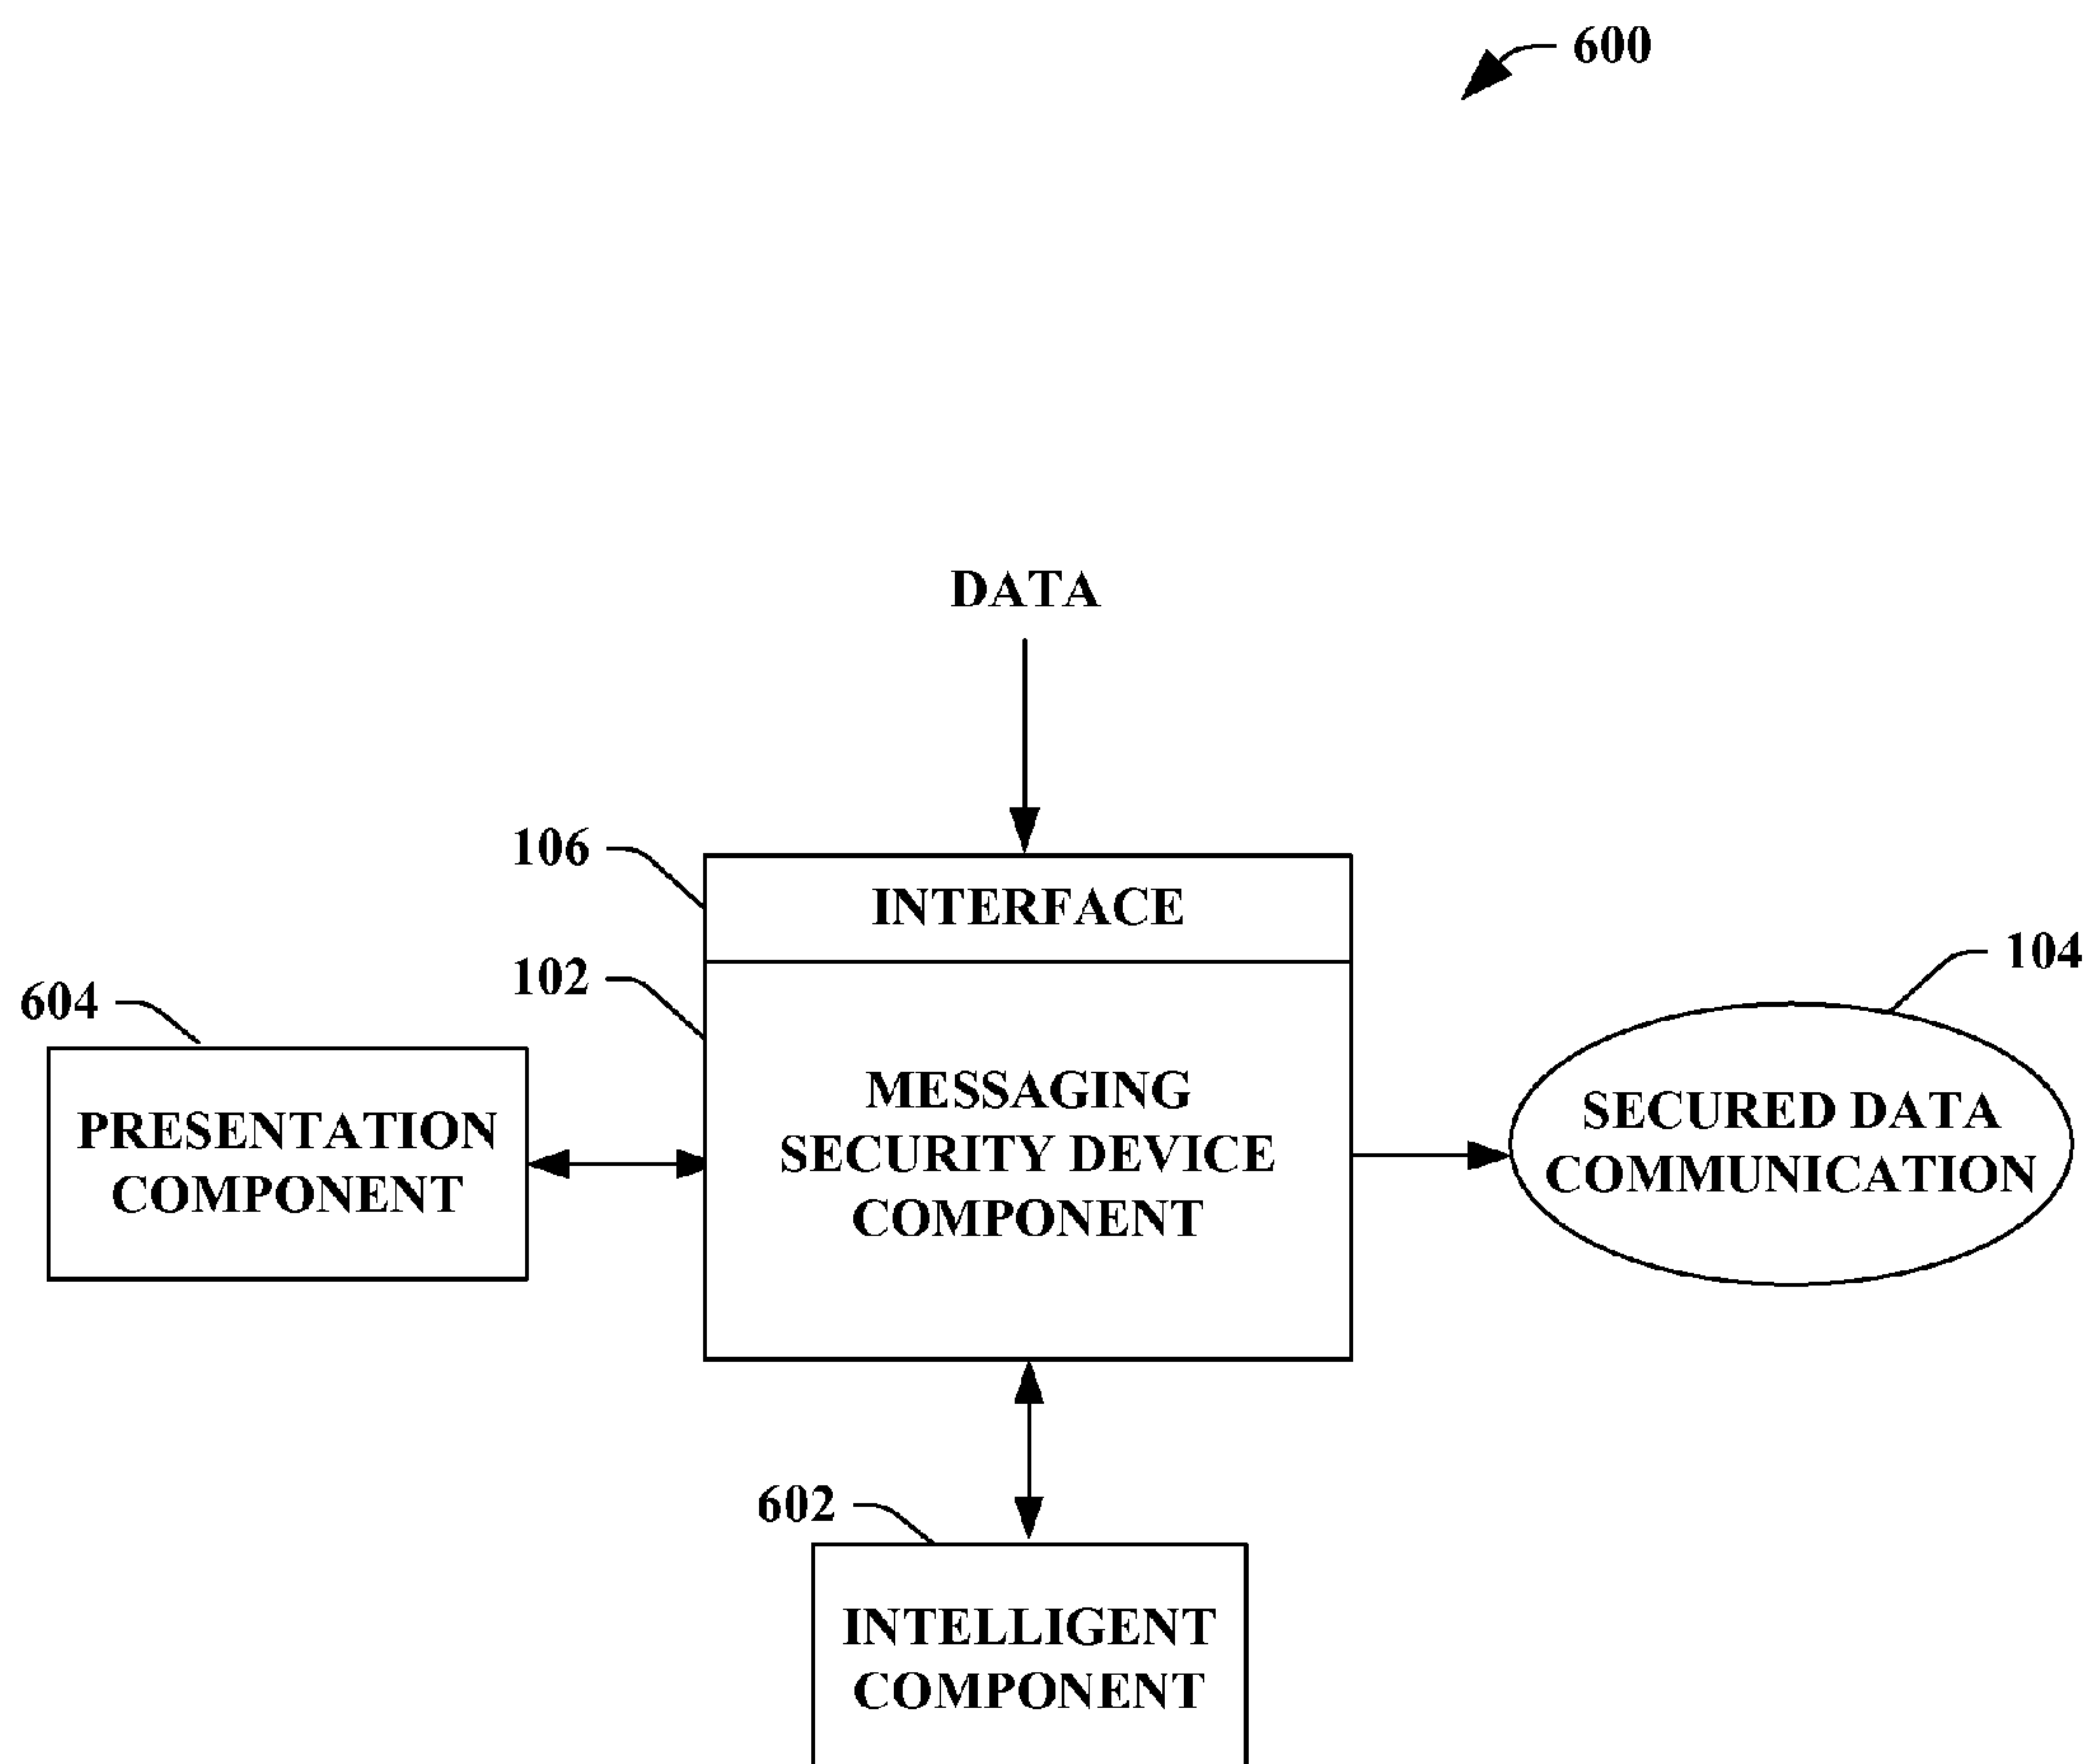 600
DATA
106
INTERFACE
102
104
604
MESSAGING
SECURITY DEVICE
COMPONENT
PRESENTATION
COMPONENT
SECURED DATA
COMMUNICATION
602
INTELLIGENT
COMPONENT